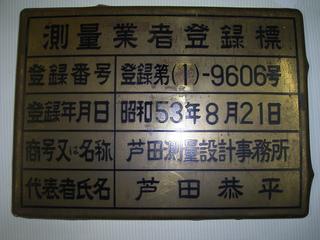 測量業者登録標
登録番号 登録第(1)-9606号
登録年月日 昭和53年8月21日
商号又は名称 芦田測量設計事務所
代表者氏名 芦田恭平